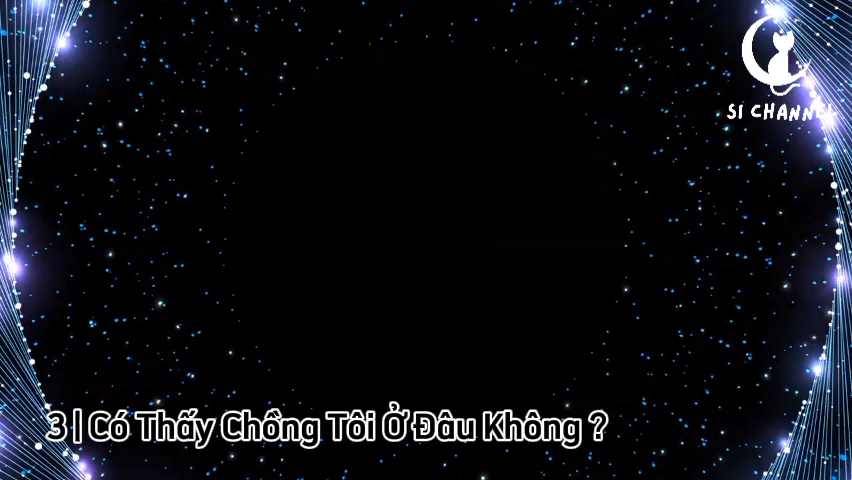 SI CHANNEL
3 | Có Thấy Chồng Tôi Ở Đâu Không ?